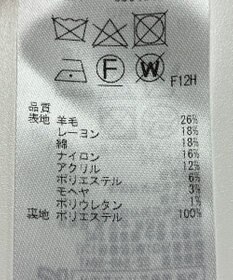 F
W
F12H
品質
表地 羊毛 26%
レーヨン 18%
綿 18%
ナイロン 16%
アクリル 12%
ポリエステル 6%
モヘヤ 3%
ポリウレタン 1%
裏地 ポリエステル 100%